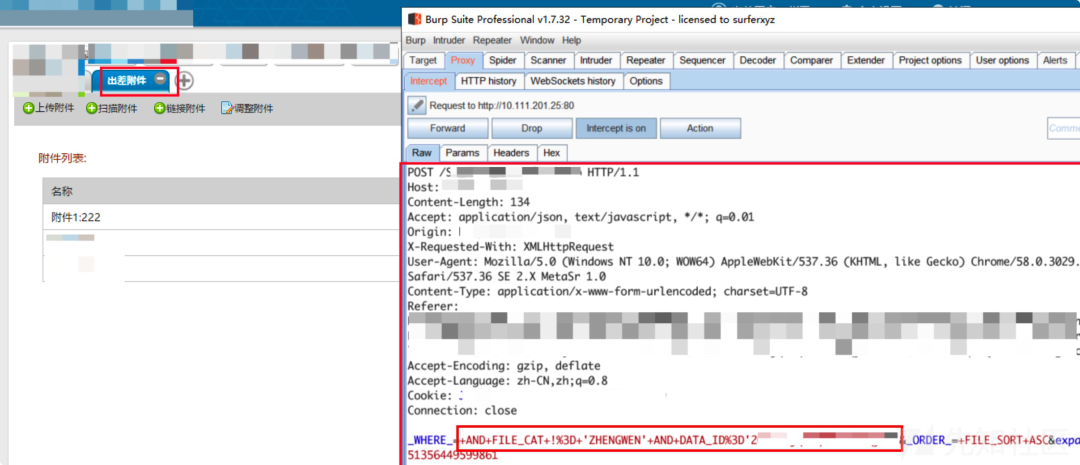 Burp Suite Professional v1.7.32 - Temporary Project - licensed to surferxyz
Burp Intruder Repeater Window Help
Target Proxy Spider Scanner Intruder Repeater Sequencer Decoder Comparer Extender Project options User options Alerts
Intercept HTTP history WebSockets history Options
Request to http://10.111.201.25:80
Forward Drop Intercept is on Action Comme
Raw Params Headers Hex
出差附件
上传附件 扫描附件 链接附件 调整附件
附件列表:
名称
附件1:222
POST /S HTTP/1.1
Host:
Content-Length: 134
Accept: application/json, text/javascript, */*; q=0.01
Origin:
X-Requested-With: XMLHttpRequest
User-Agent: Mozilla/5.0 (Windows NT 10.0; WOW64) AppleWebKit/537.36 (KHTML, like Gecko) Chrome/58.0.3029.
Safari/537.36 SE 2.X MetaSr 1.0
Content-Type: application/x-www-form-urlencoded; charset=UTF-8
Referer:
Accept-Encoding: gzip, deflate
Accept-Language: zh-CN,zh;q=0.8
Cookie:
Connection: close
_WHERE_=+AND+FILE_CAT+!%3D+'ZHENGWEN'+AND+DATA_ID%3D'2 &_ORDER_=+FILE_SORT+ASC&expa
51356449599861
先知社区